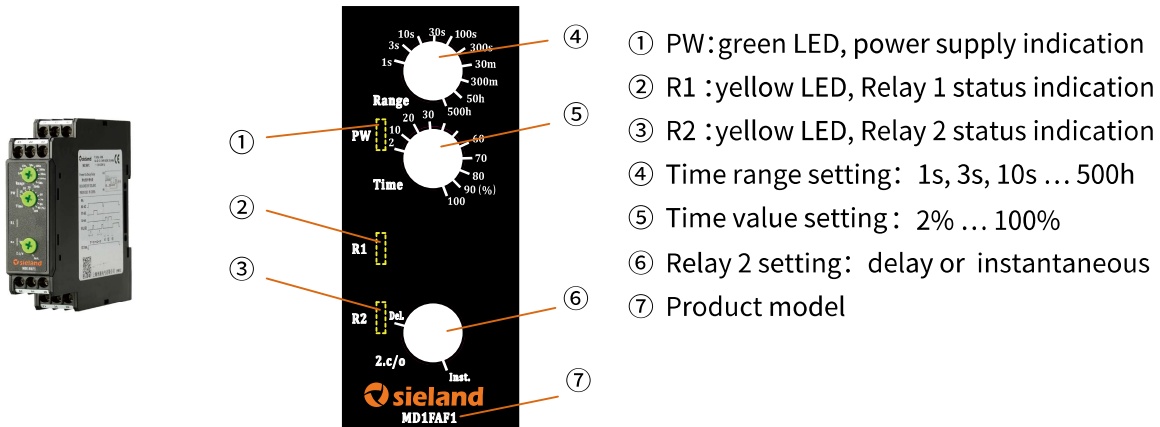 10s
30s
100s
3s
300s
1s
30m
300m
50h
500h
Range
PW
2
10
20
30
60
70
80
90 (%)
100
Time
R1
R2
Del.
2.c/o
Inst.
sieland
MD1FAF1
①
②
③
④
⑤
⑥
⑦
① PW:green LED, power supply indication
② R1 :yellow LED, Relay 1 status indication
③ R2 :yellow LED, Relay 2 status indication
④ Time range setting: 1s, 3s, 10s ... 500h
⑤ Time value setting: 2% ... 100%
⑥ Relay 2 setting: delay or instantaneous
⑦ Product model
sieland